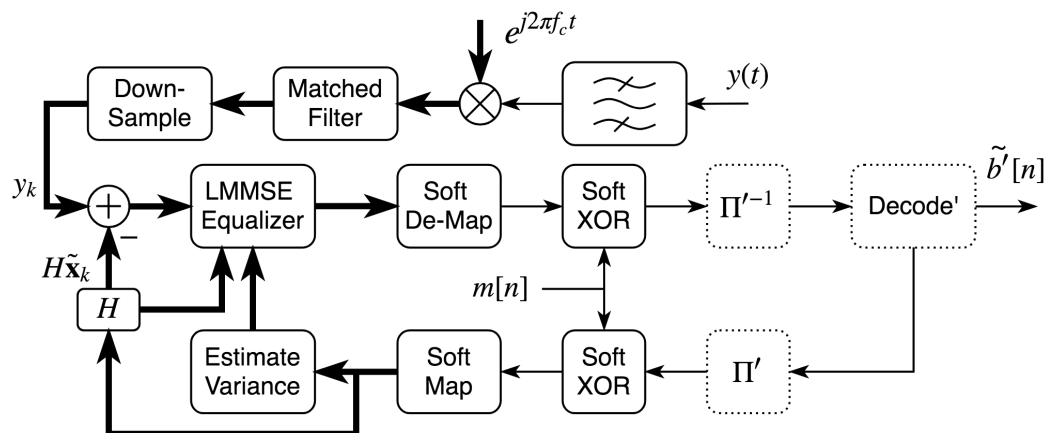 e^{j2πf_c t}
y(t)
Down-
Sample
Matched
Filter
y_k
+
−
LMMSE
Equalizer
Soft
De-Map
Soft
XOR
Π'^{-1}
Decode'
b̃'[n]
Hx̃_k
H
m[n]
Estimate
Variance
Soft
Map
Soft
XOR
Π'